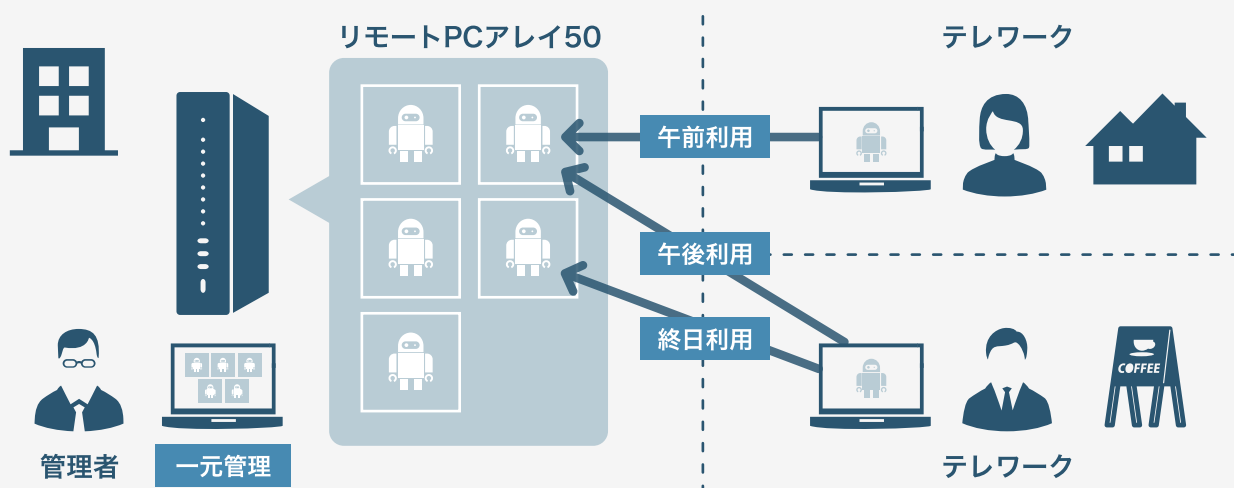 リモートPCアレイ50
テレワーク
午前利用
午後利用
終日利用
COFFEE
管理者
一元管理
テレワーク